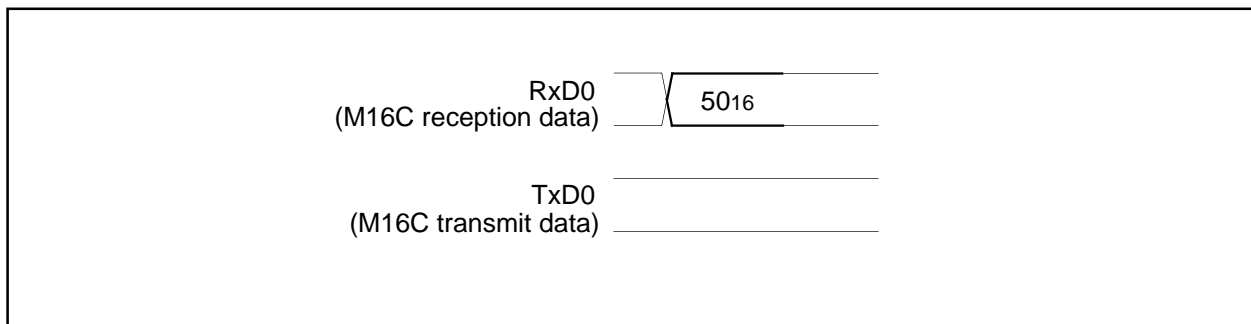 RxD0
(M16C reception data)
5016
TxD0
(M16C transmit data)